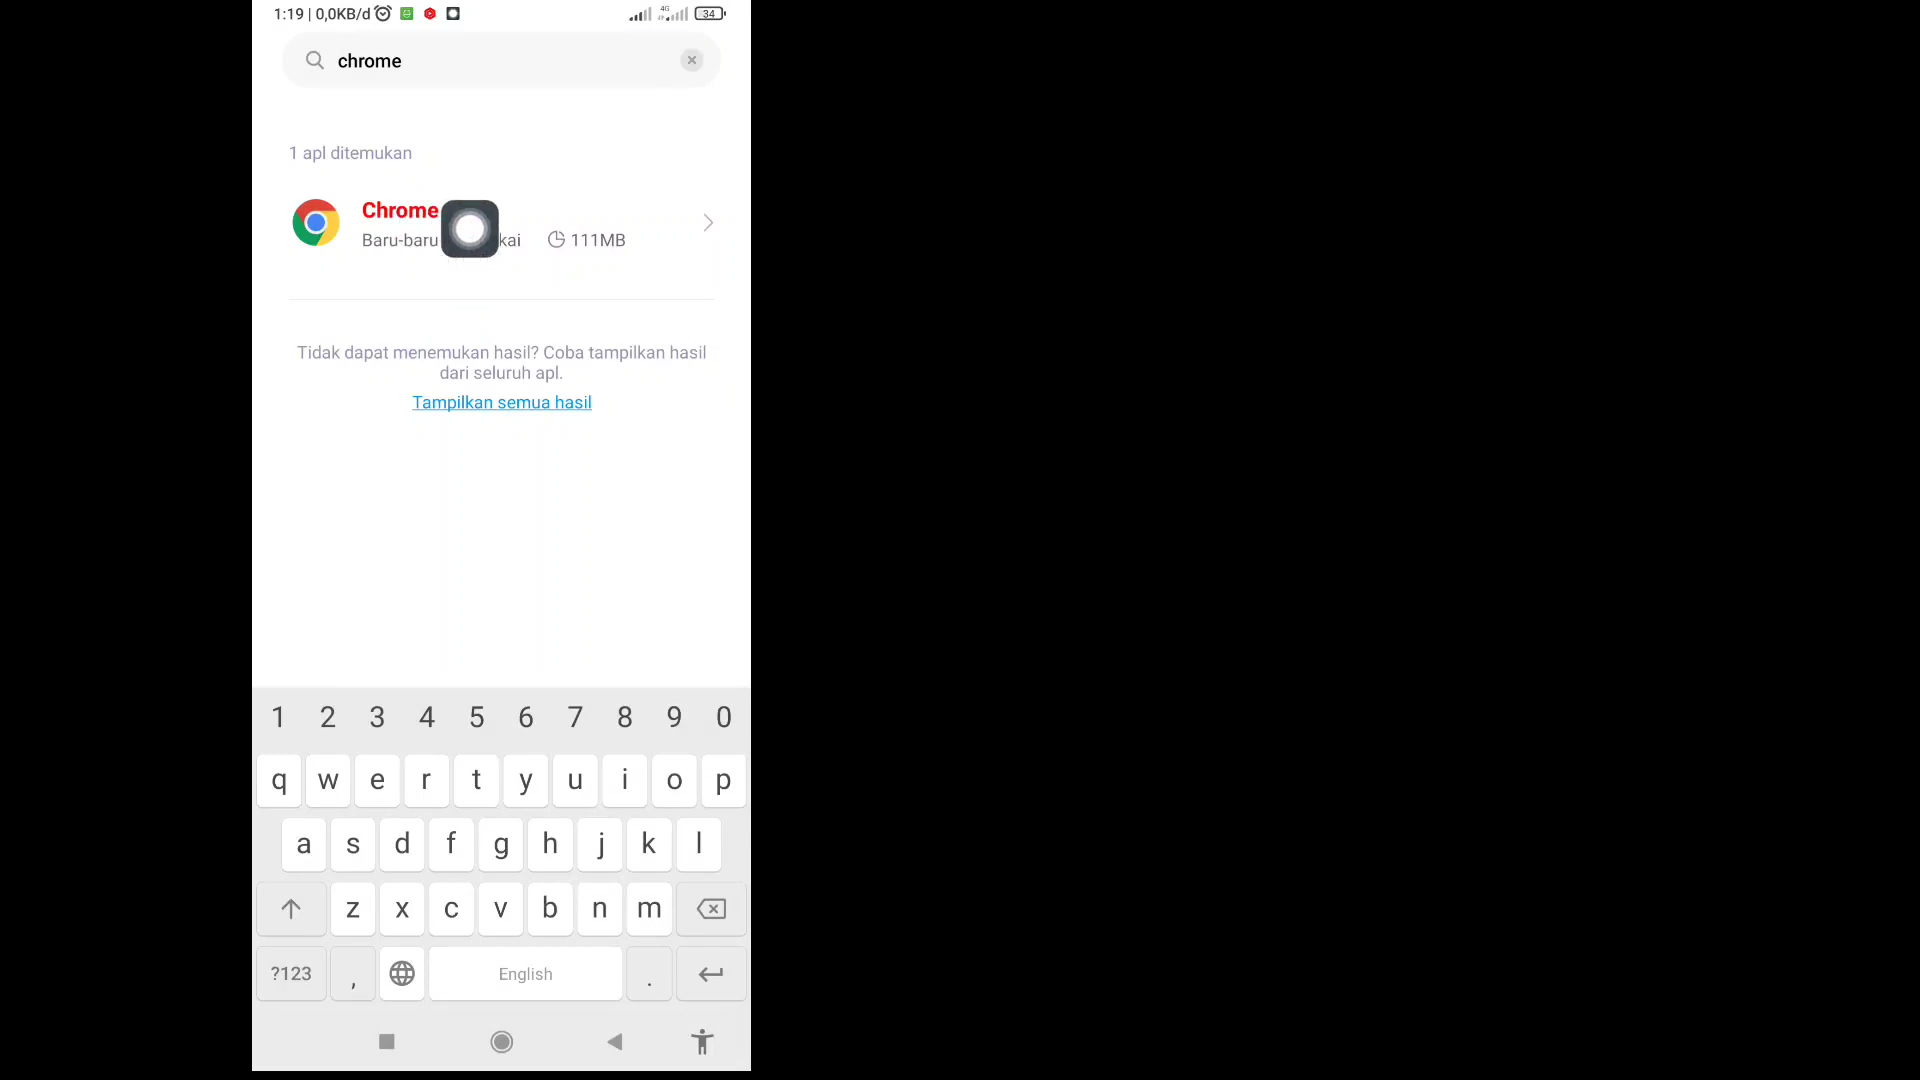 1:19 | 0,0KB/d 4G 34
chrome
1 apl ditemukan
Chrome
Baru-baru kai 111MB
Tidak dapat menemukan hasil? Coba tampilkan hasil
dari seluruh apl.
Tampilkan semua hasil
1 2 3 4 5 6 7 8 9 0
q w e r t y u i o p
a s d f g h j k l
z x c v b n m
?123 , English .